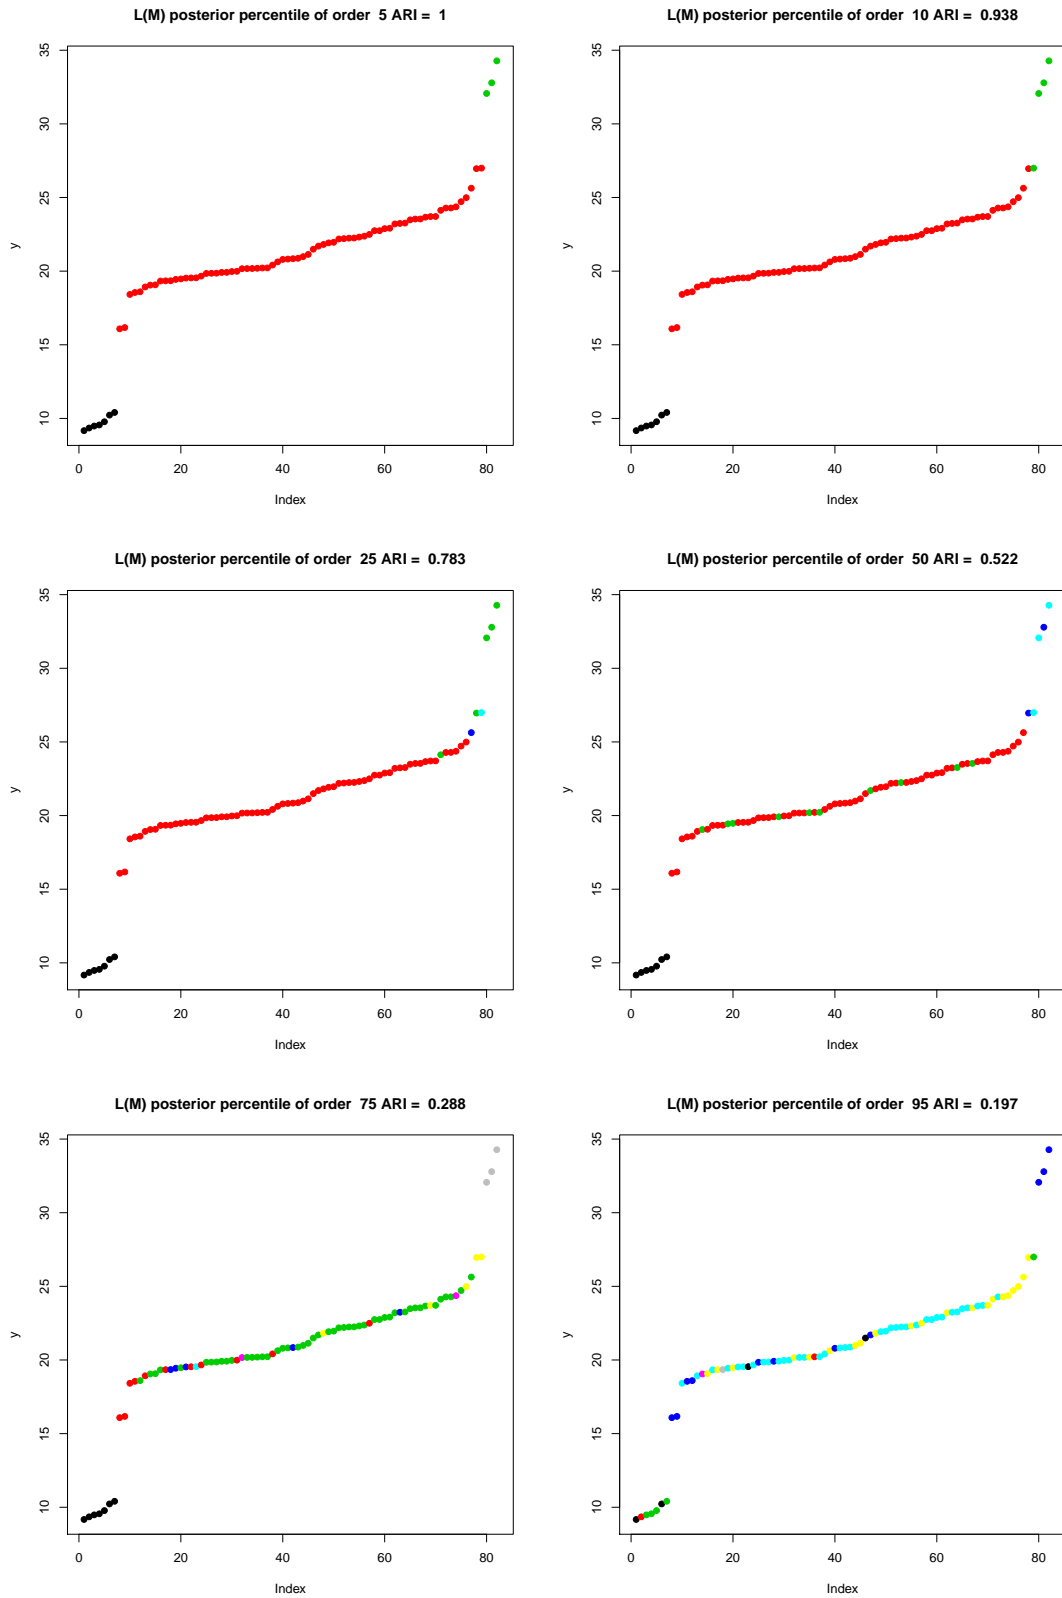 L(M) posterior percentile of order 5 ARI = 1
35
30
25
20
15
10
y
0 20 40 60 80
Index
L(M) posterior percentile of order 10 ARI = 0.938
35
30
25
20
15
10
y
0 20 40 60 80
Index
L(M) posterior percentile of order 25 ARI = 0.783
35
30
25
20
15
10
y
0 20 40 60 80
Index
L(M) posterior percentile of order 50 ARI = 0.522
35
30
25
20
15
10
y
0 20 40 60 80
Index
L(M) posterior percentile of order 75 ARI = 0.288
35
30
25
20
15
10
y
0 20 40 60 80
Index
L(M) posterior percentile of order 95 ARI = 0.197
35
30
25
20
15
10
y
0 20 40 60 80
Index